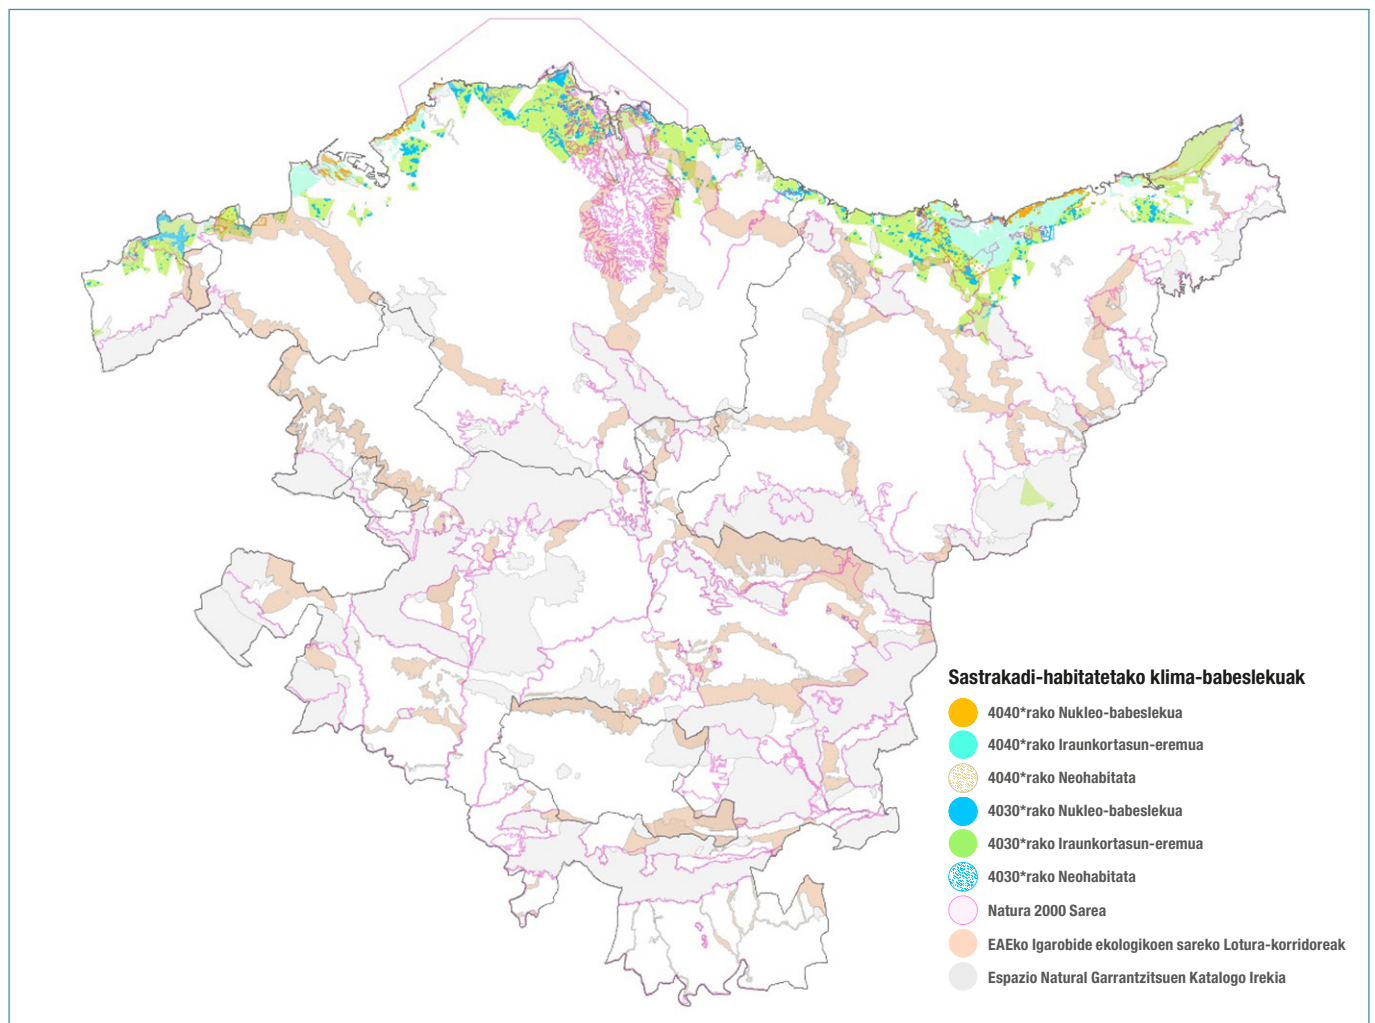 Sastrakadi-habitatetako klima-babeslekuak
4040*rako Nukleo-babeslekua
4040*rako Iraunkortasun-eremua
4040*rako Neohabitata
4030*rako Nukleo-babeslekua
4030*rako Iraunkortasun-eremua
4030*rako Neohabitata
Natura 2000 Sarea
EAEko Igarobide ekologikoen sareko Lotura-korridoreak
Espazio Natural Garrantzitsuen Katalogo Irekia